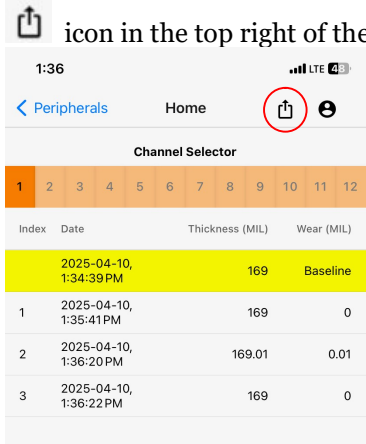 icon in the top right of the
1:36 LTE 48
Peripherals Home
Channel Selector
1 2 3 4 5 6 7 8 9 10 11 12
Index Date Thickness (MIL) Wear (MIL)
2025-04-10,
1:34:39 PM 169 Baseline
1 2025-04-10,
1:35:41 PM 169 0
2 2025-04-10,
1:36:20 PM 169.01 0.01
3 2025-04-10,
1:36:22 PM 169 0